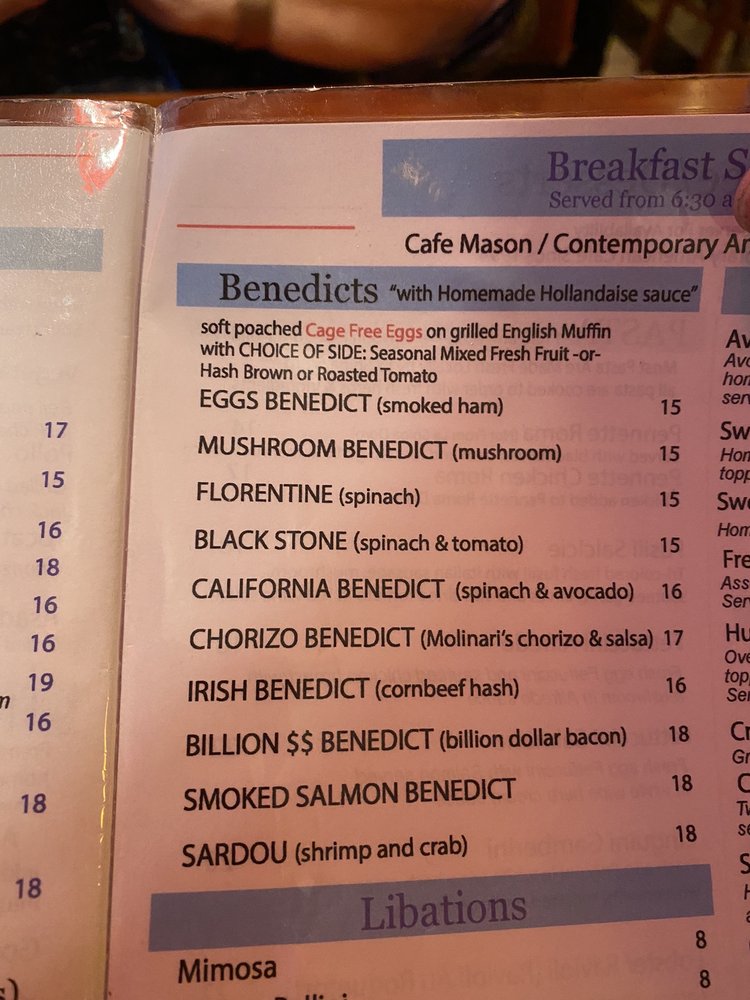 17
15
16
18
16
16
19
16
18
18
Breakfast
Served from 6:30 a
Cafe Mason / Contemporary
Benedicts "with Homemade Hollandaise sauce"
soft poached Cage Free Eggs on grilled English Muffin
with CHOICE OF SIDE: Seasonal Mixed Fresh Fruit -or-
Hash Brown or Roasted Tomato
EGGS BENEDICT (smoked ham) 15
MUSHROOM BENEDICT (mushroom) 15
FLORENTINE (spinach) 15
BLACK STONE (spinach & tomato) 15
CALIFORNIA BENEDICT (spinach & avocado) 16
CHORIZO BENEDICT (Molinari's chorizo & salsa) 17
IRISH BENEDICT (cornbeef hash) 16
BILLION $$ BENEDICT (billion dollar bacon) 18
SMOKED SALMON BENEDICT 18
SARDOU (shrimp and crab) 18
Libations
Mimosa 8
8